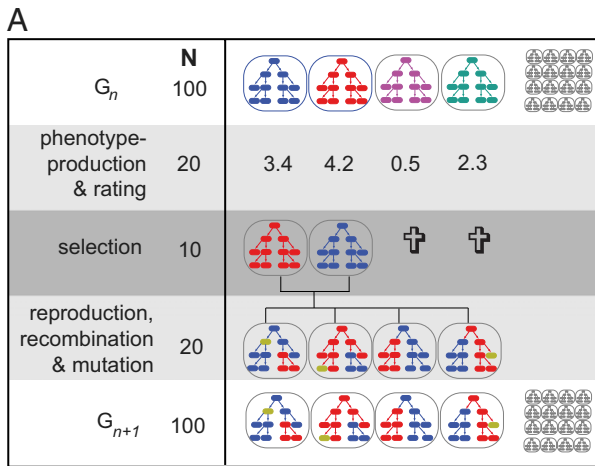 A
N
Gn 100
phenotype-
production
& rating
20 3.4 4.2 0.5 2.3
selection 10
reproduction,
recombination
& mutation
20
Gn+1 100